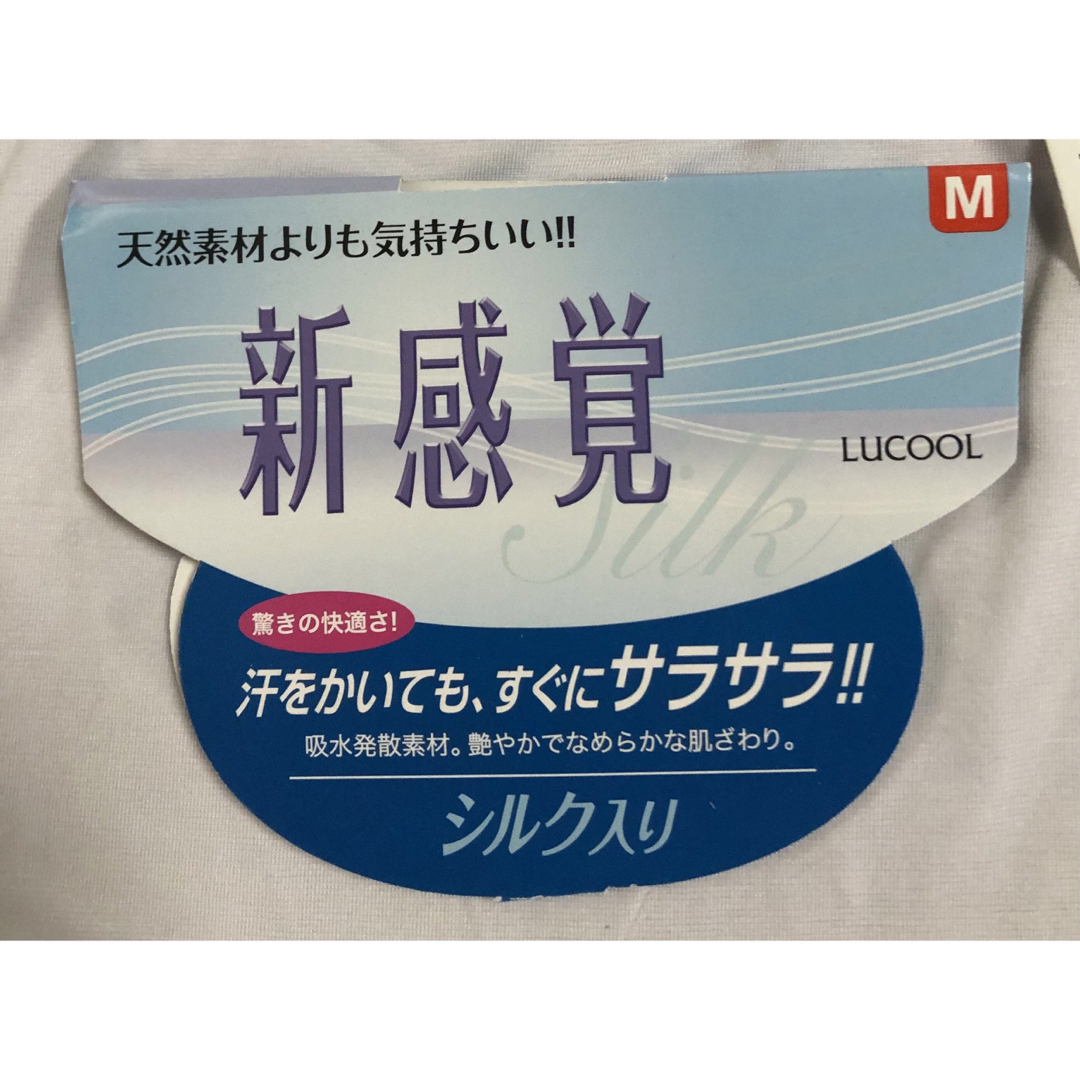 M
天然素材よりも気持ちいい!!
新感覚
LUCOOL
Silk
驚きの快適さ!
汗をかいても、すぐにサラサラ!!
吸水発散素材。艶やかでなめらかな肌ざわり。
シルク入り